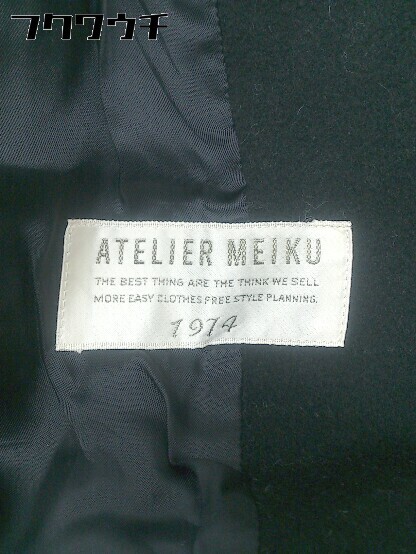 フクワウチ
ATELIER MEIKU
THE BEST THING ARE THE THINK WE SELL
MORE EASY CLOTHES FREE STYLE PLANNING.
1974